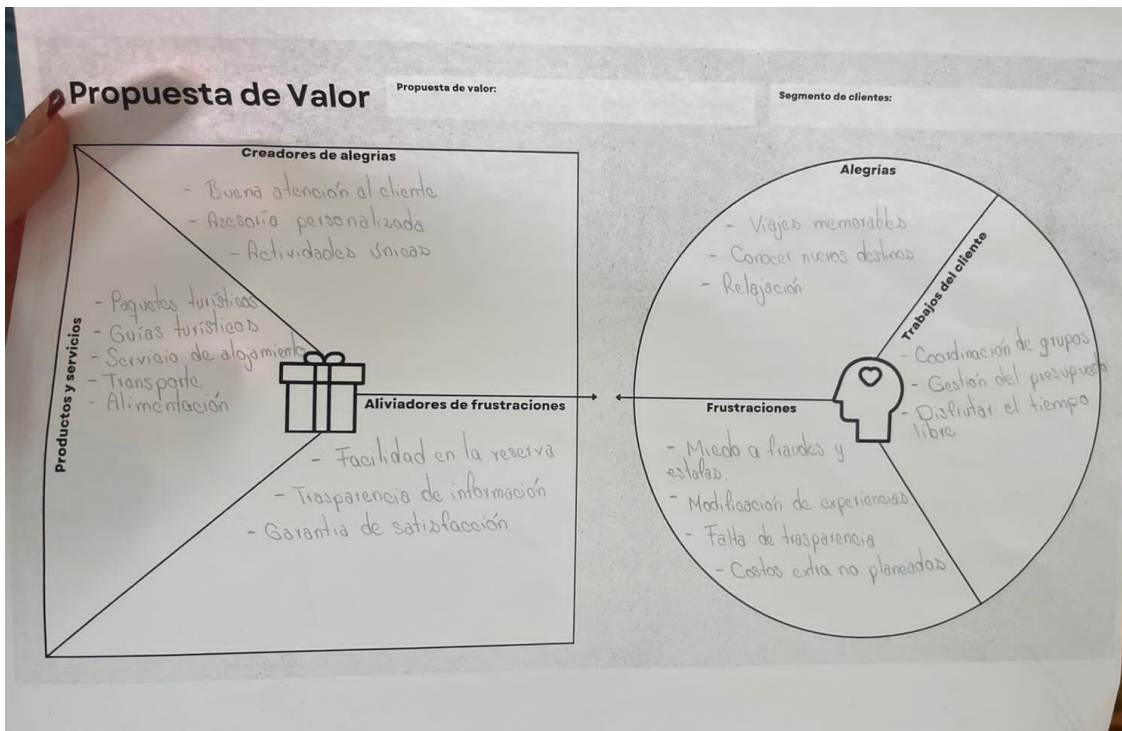 Propuesta de Valor
Propuesta de valor:
Segmento de clientes:
Creadores de alegrias
- Buena atención al cliente
- Asesoría personalizada
- Actividades únicas
Productos y servicios
- Paquetes turísticos
- Guías turísticos
- Servicio de alojamiento
- Transporte
- Alimentación
Aliviadores de frustraciones
- Facilidad en la reserva
- Trasparencia de información
- Garantia de satisfacción
Alegrias
- Viajes memorables
- Conocer nuevos destinos
- Relajación
Trabajos del cliente
- Coordinación de grupos
- Gestión del presupuesto
- Disfrutar el tiempo
libre
Frustraciones
- Miedo a fraudes y
estafas.
- Modificación de experiencias.
- Falta de trasparencia
- Costos extra no planeados